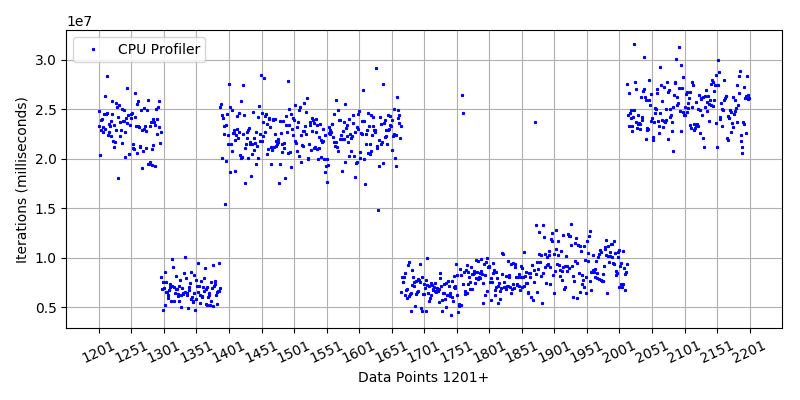 1e7
CPU Profiler
3.0
2.5
2.0
1.5
1.0
0.5
Iterations (milliseconds)
1201 1251 1301 1351 1401 1451 1501 1551 1601 1651 1701 1751 1801 1851 1901 1951 2001 2051 2101 2151 2201
Data Points 1201+